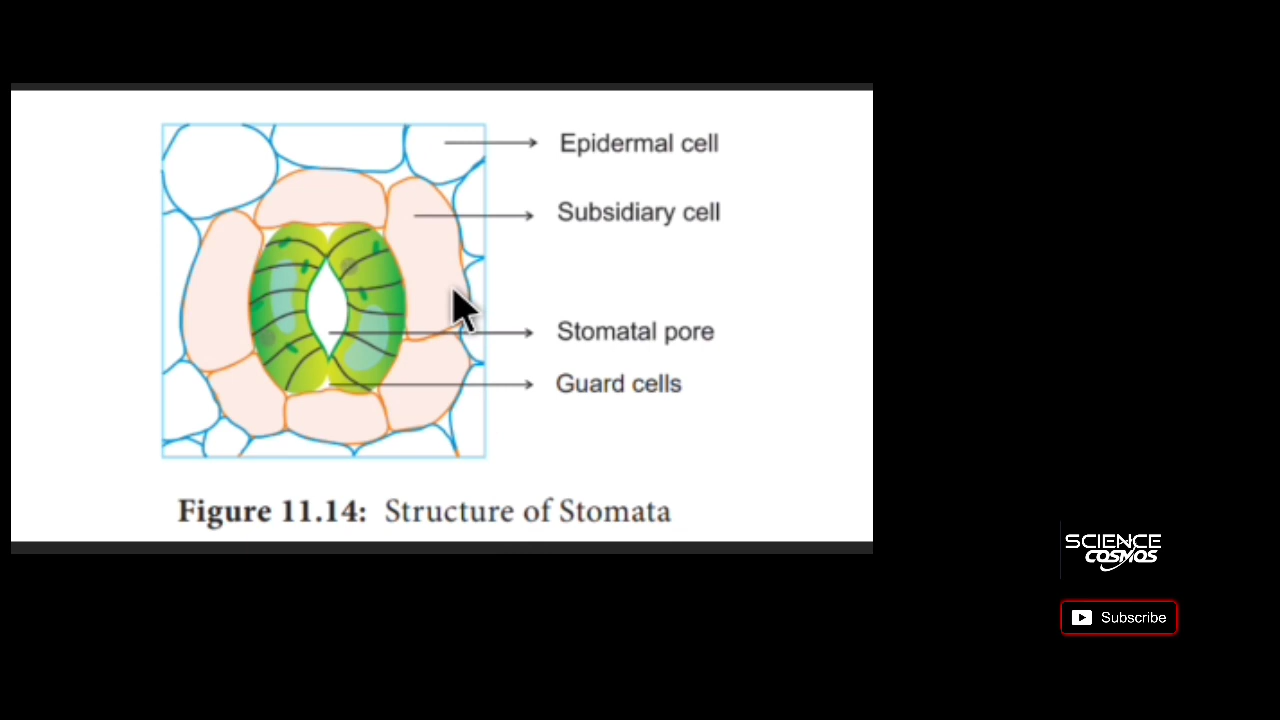 Epidermal cell
Subsidiary cell
Stomatal pore
Guard cells
Figure 11.14: Structure of Stomata
SCIENCE
COSMOS
Subscribe